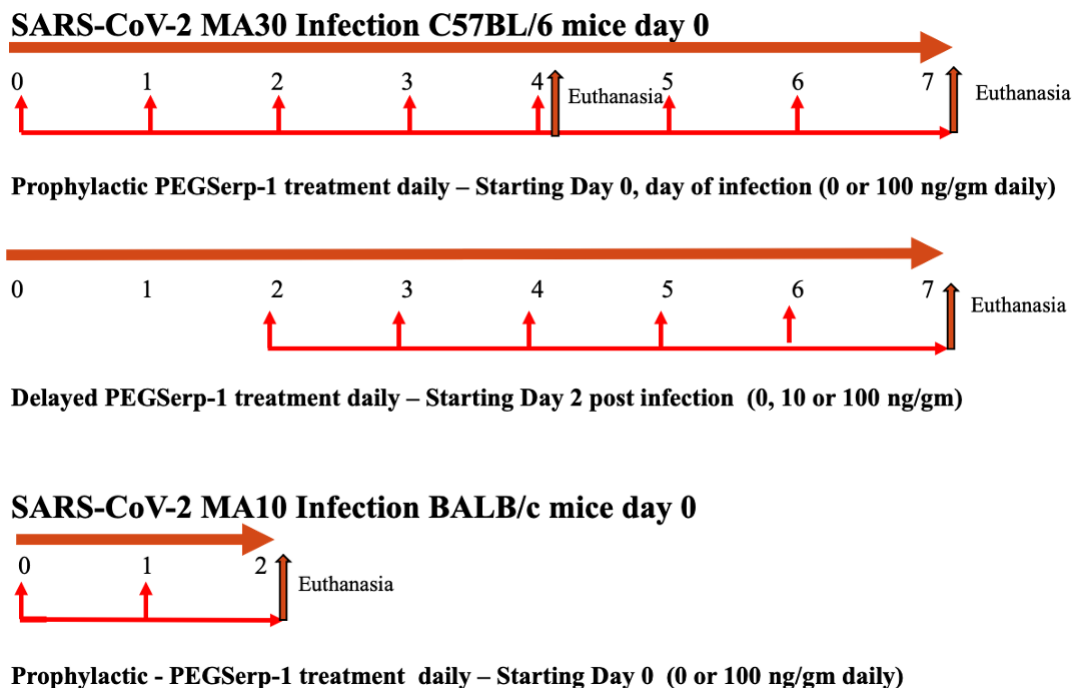 SARS-CoV-2 MA30 Infection C57BL/6 mice day 0
0 1 2 3 4 5 6 7
Euthanasia
Euthanasia
Prophylactic PEGSerp-1 treatment daily – Starting Day 0, day of infection (0 or 100 ng/gm daily)
0 1 2 3 4 5 6 7
Euthanasia
Delayed PEGSerp-1 treatment daily – Starting Day 2 post infection (0, 10 or 100 ng/gm)
SARS-CoV-2 MA10 Infection BALB/c mice day 0
0 1 2
Euthanasia
Prophylactic - PEGSerp-1 treatment daily – Starting Day 0 (0 or 100 ng/gm daily)